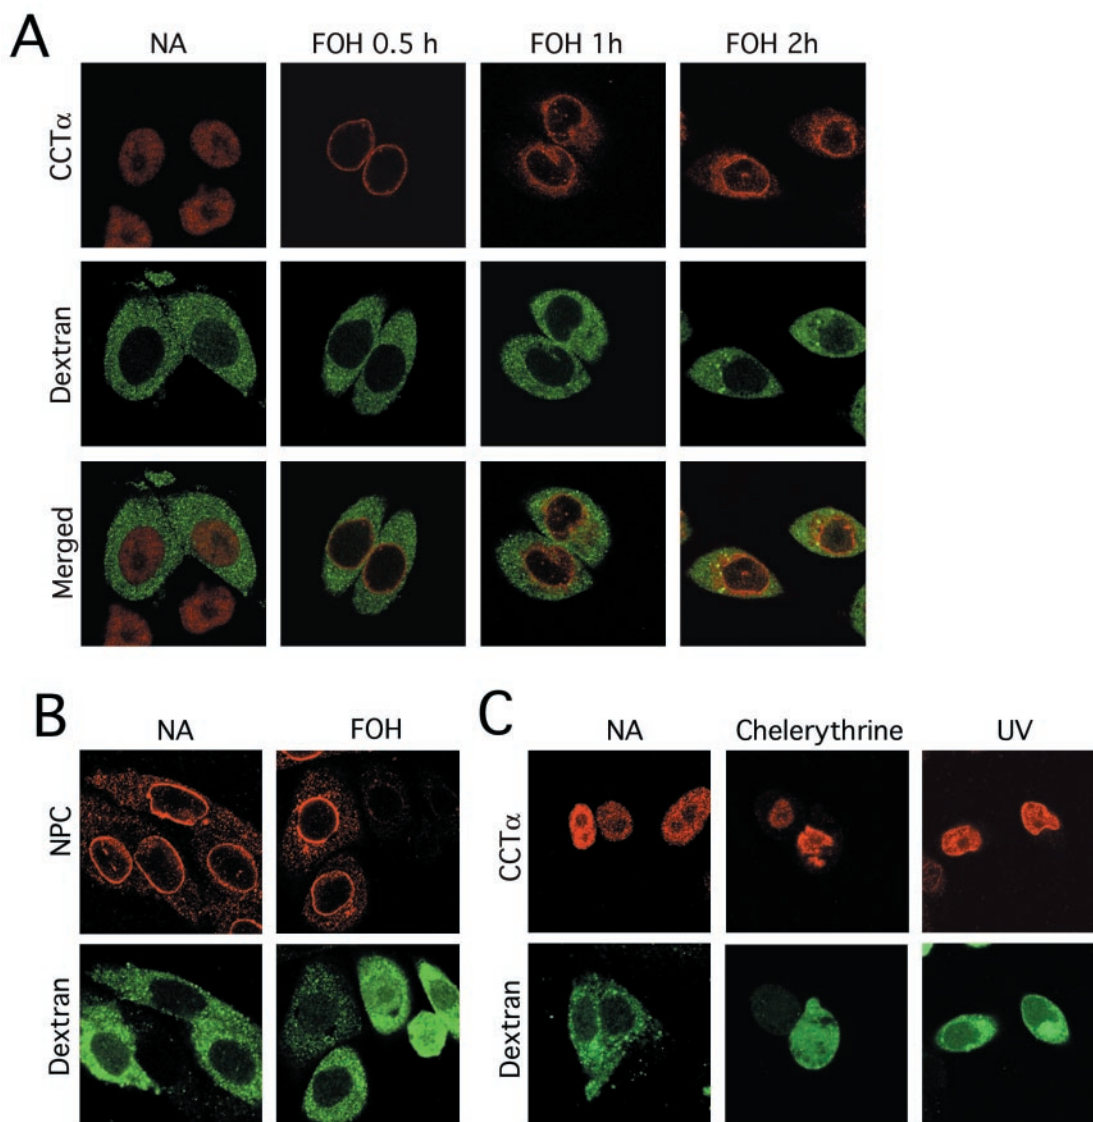 A
NA FOH 0.5 h FOH 1h FOH 2h
CCTα
Dextran
Merged
B
NA FOH
NPC
Dextran
C
NA Chelerythrine UV
CCTα
Dextran